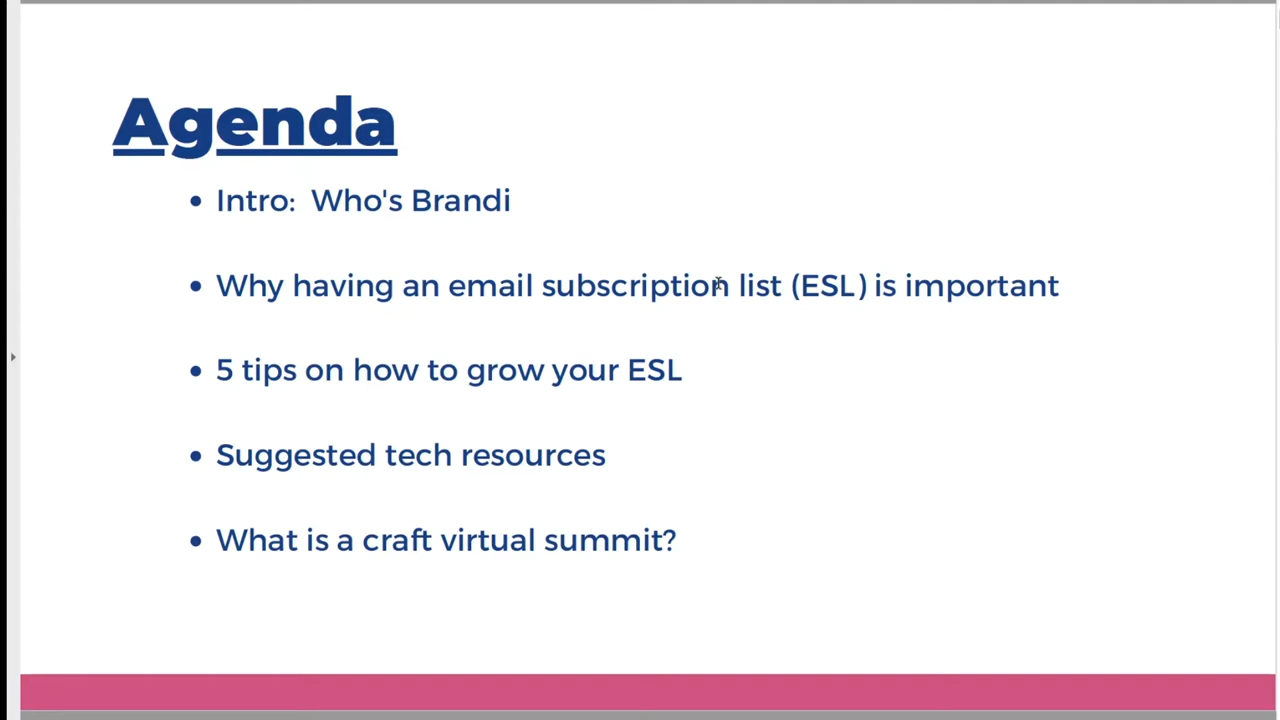 Agenda
• Intro:  Who's Brandi
• Why having an email subscription list (ESL) is important
• 5 tips on how to grow your ESL
• Suggested tech resources
• What is a craft virtual summit?